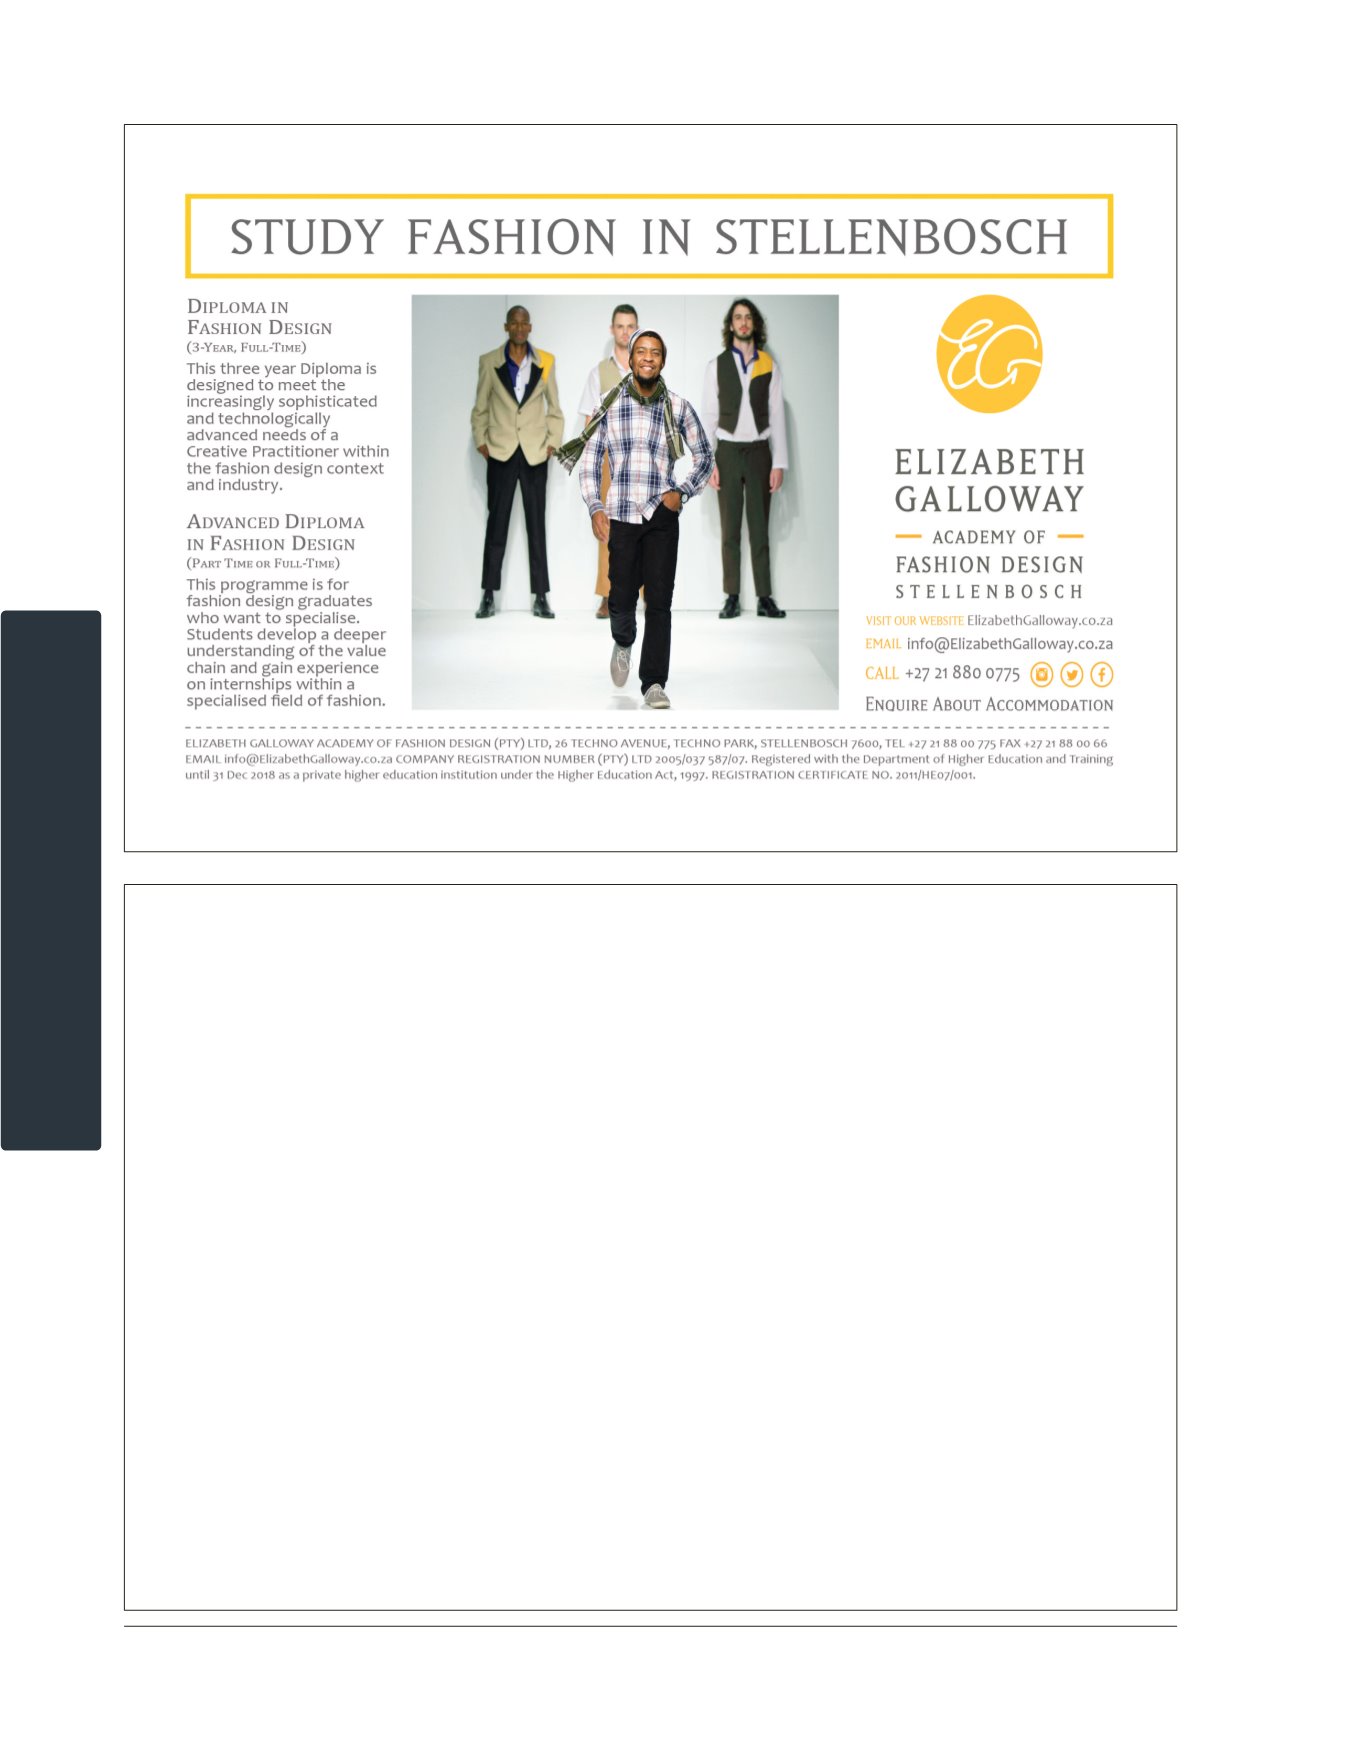 STUDY FASHION IN STELLENBOSCH
DIPLOMA IN
FASHION DESIGN
(3-YEAR, FULL-TIME)
This three year Diploma is
designed to meet the
increasingly sophisticated
and technologically
advanced needs of a
Creative Practitioner within
the fashion design context
and industry.
ADVANCED DIPLOMA
IN FASHION DESIGN
(PART TIME OR FULL-TIME)
This programme is for
fashion design graduates
who want to specialise.
Students develop a deeper
understanding of the value
chain and gain experience
on internships within a
specialised field of fashion.
EG
ELIZABETH
GALLOWAY
ACADEMY OF
FASHION DESIGN
STELLENBOSCH
VISIT OUR WEBSITE ElizabethGalloway.co.za
EMAIL info@ElizabethGalloway.co.za
CALL +27 21 880 0775
ENQUIRE ABOUT ACCOMMODATION
ELIZABETH GALLOWAY ACADEMY OF FASHION DESIGN (PTY) LTD, 26 TECHNO AVENUE, TECHNO PARK, STELLENBOSCH 7600, TEL +27 21 88 00 775 FAX +27 21 88 00 66
EMAIL info@ElizabethGalloway.co.za COMPANY REGISTRATION NUMBER (PTY) LTD 2005/037 587/07. Registered with the Department of Higher Education and Training
until 31 Dec 2018 as a private higher education institution under the Higher Education Act, 1997. REGISTRATION CERTIFICATE NO. 2011/HE07/001.